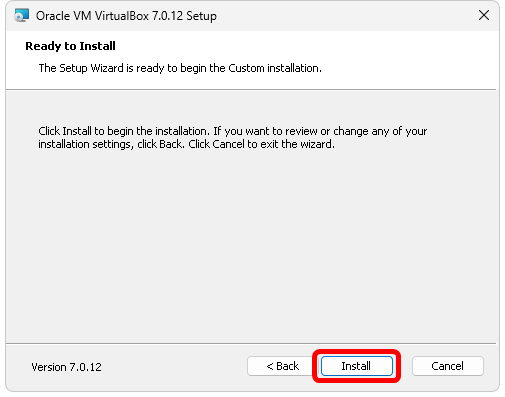 Oracle VM VirtualBox 7.0.12 Setup
Ready to Install
The Setup Wizard is ready to begin the Custom installation.
Click Install to begin the installation. If you want to review or change any of your
installation settings, click Back. Click Cancel to exit the wizard.
Version 7.0.12
< Back
Install
Cancel